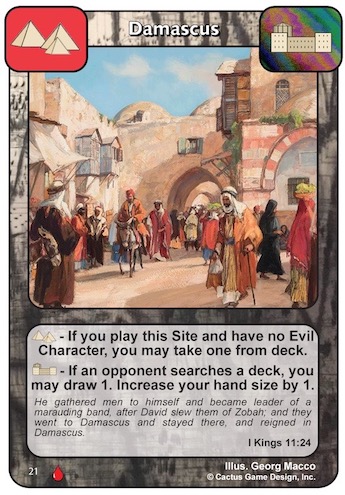 Damascus
- If you play this Site and have no Evil
Character, you may take one from deck.
- If an opponent searches a deck, you
may draw 1. Increase your hand size by 1.
He gathered men to himself and became leader of a
marauding band, after David slew them of Zobah; and they
went to Damascus and stayed there, and reigned in
Damascus.
I Kings 11:24
21
Illus. Georg Macco
© Cactus Game Design, Inc.